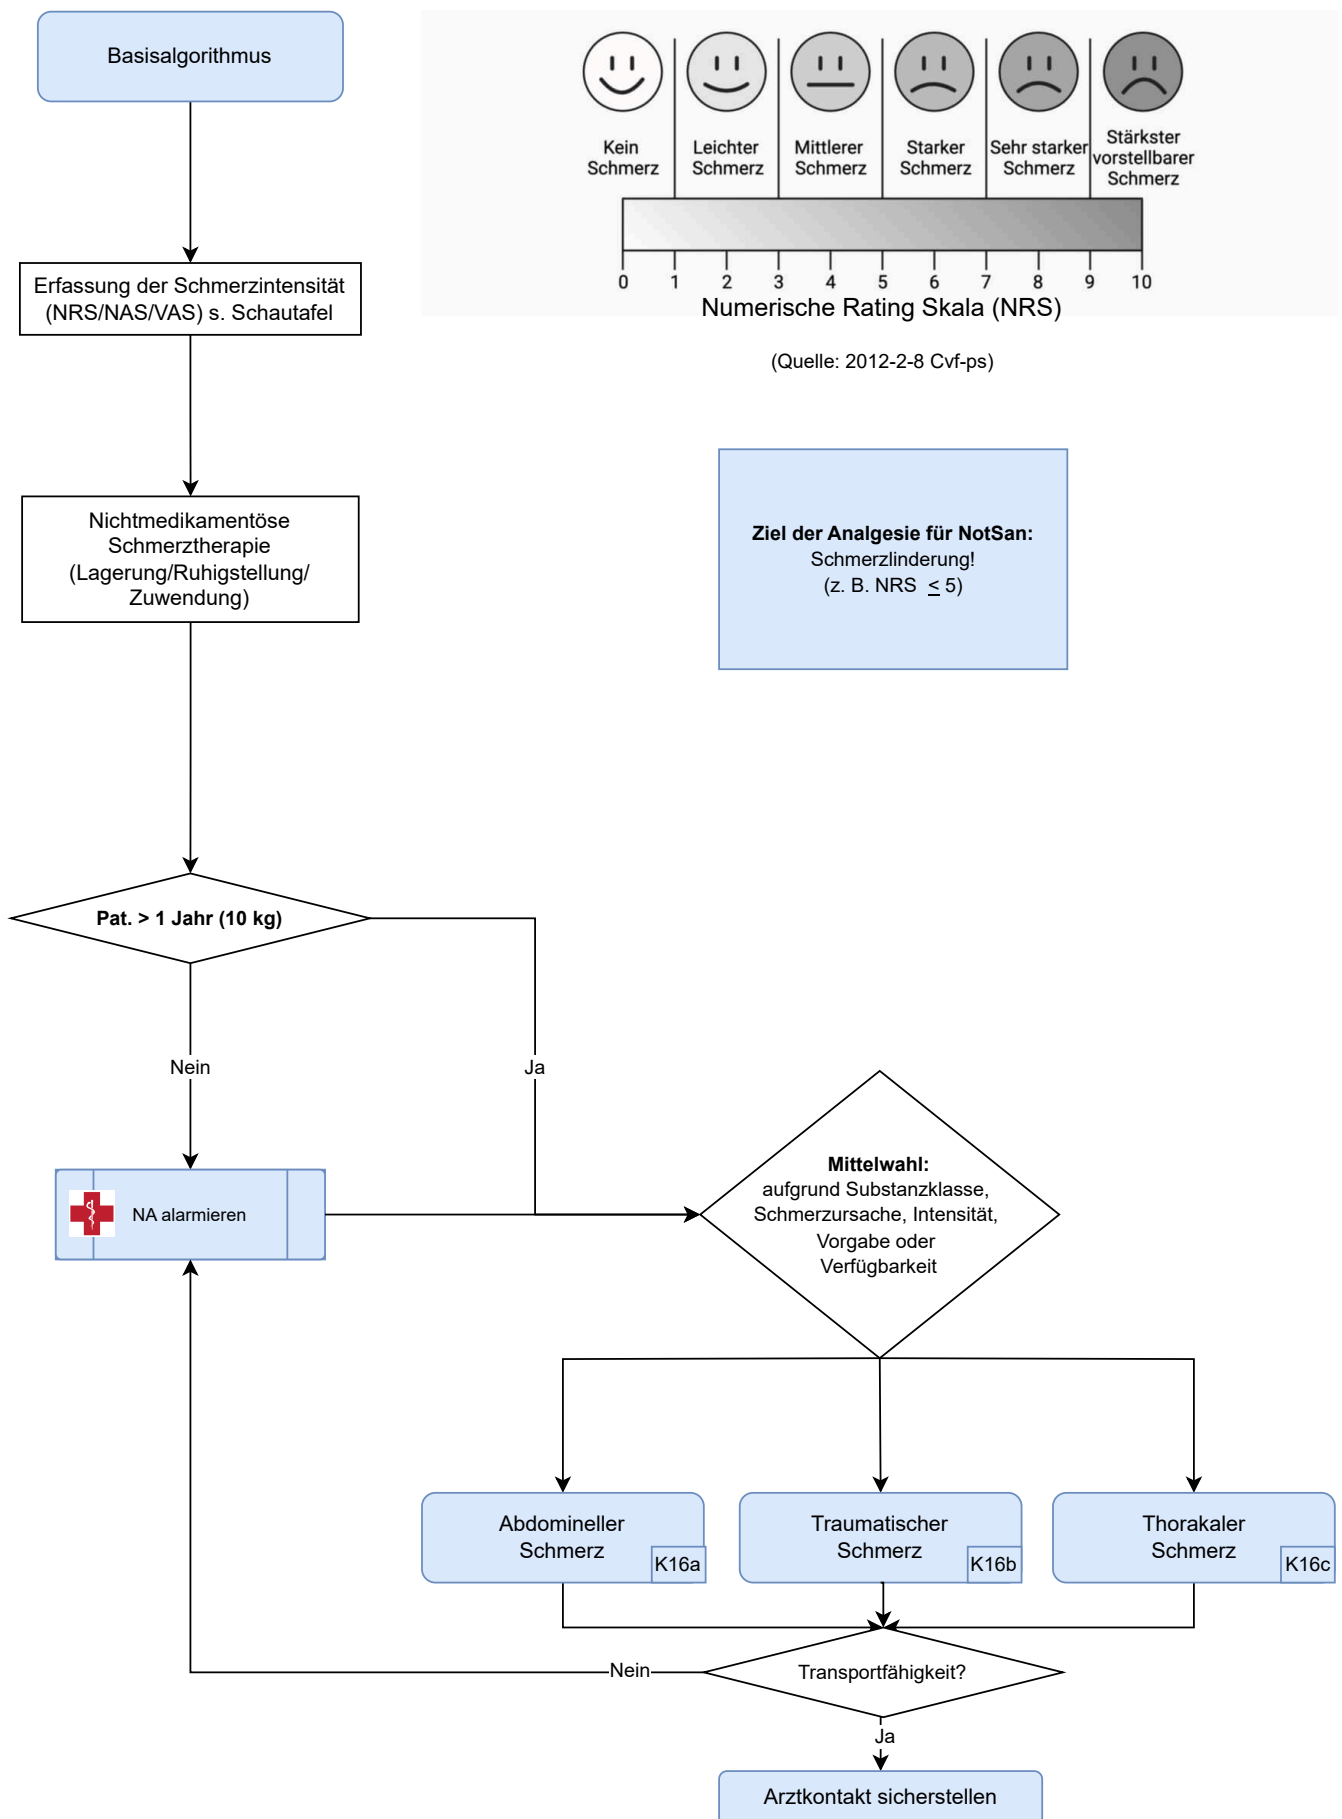 Basisalgorithmus
Kein
Schmerz
Leichter
Schmerz
Mittlerer
Schmerz
Starker
Schmerz
Sehr starker
Schmerz
Stärkster
vorstellbarer
Schmerz
0 1 2 3 4 5 6 7 8 9 10
Numerische Rating Skala (NRS)
(Quelle: 2012-2-8 Cvf-ps)
Erfassung der Schmerzintensität
(NRS/NAS/VAS) s. Schautafel
Nichtmedikamentöse
Schmerztherapie
(Lagerung/Ruhigstellung/
Zuwendung)
Ziel der Analgesie für NotSan:
Schmerzlinderung!
(z. B. NRS ≤ 5)
Pat. > 1 Jahr (10 kg)
Nein
Ja
NA alarmieren
Mittelwahl:
aufgrund Substanzklasse,
Schmerzursache, Intensität,
Vorgabe oder
Verfügbarkeit
Abdomineller
Schmerz
K16a
Traumatischer
Schmerz
K16b
Thorakaler
Schmerz
K16c
Transportfähigkeit?
Nein
Ja
Arztkontakt sicherstellen